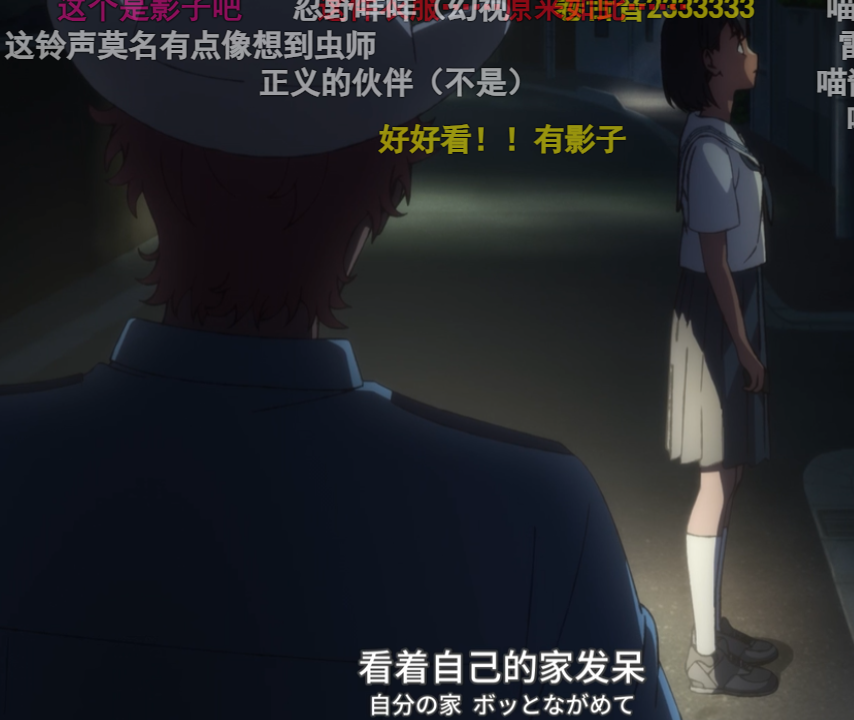 这个是影子吧
这铃声莫名有点像想到虫师
正义的伙伴（不是）
好好看！！有影子
看着自己的家发呆
自分の家 ボッとながめて